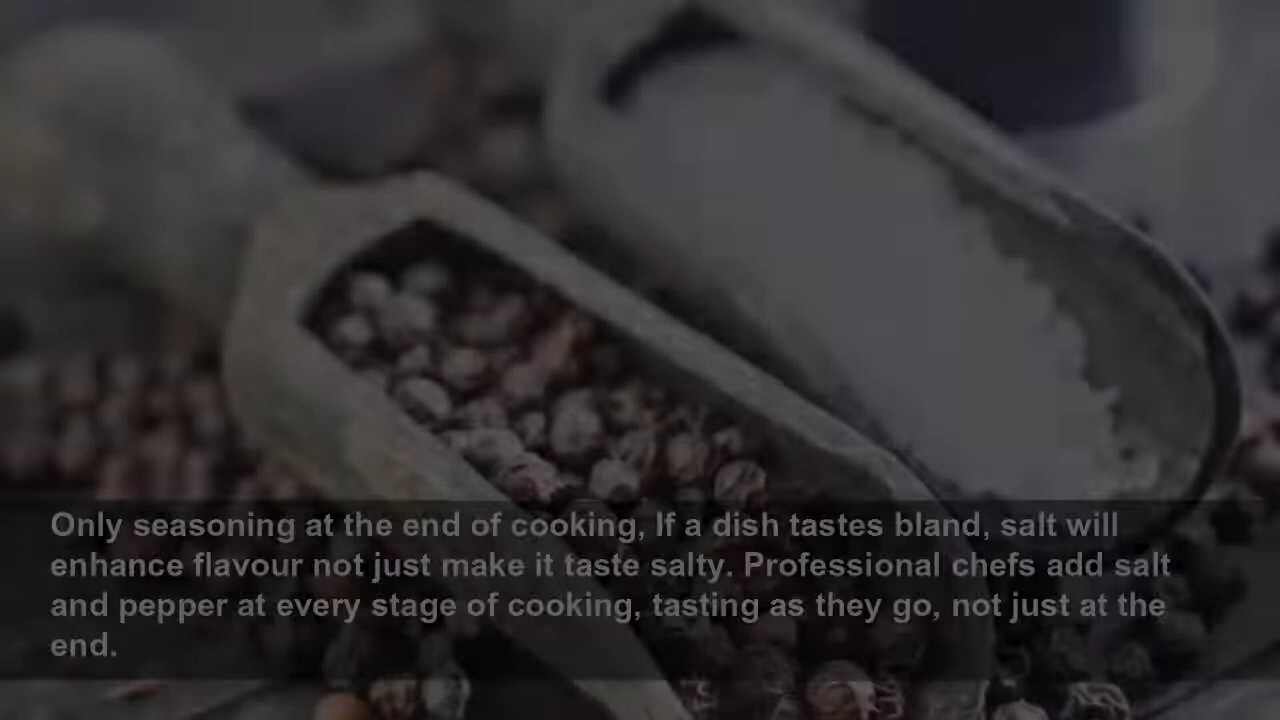 Only seasoning at the end of cooking, If a dish tastes bland, salt will
enhance flavour not just make it taste salty. Professional chefs add salt
and pepper at every stage of cooking, tasting as they go, not just at the
end.